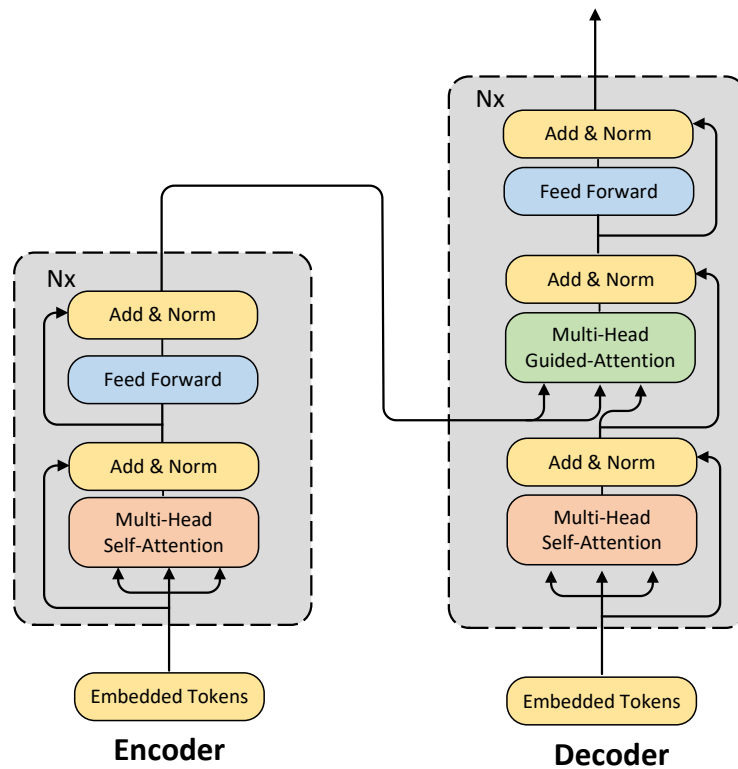 Nx
Add & Norm
Feed Forward
Add & Norm
Multi-Head
Self-Attention
Embedded Tokens
Encoder
Nx
Add & Norm
Feed Forward
Add & Norm
Multi-Head
Guided-Attention
Add & Norm
Multi-Head
Self-Attention
Embedded Tokens
Decoder